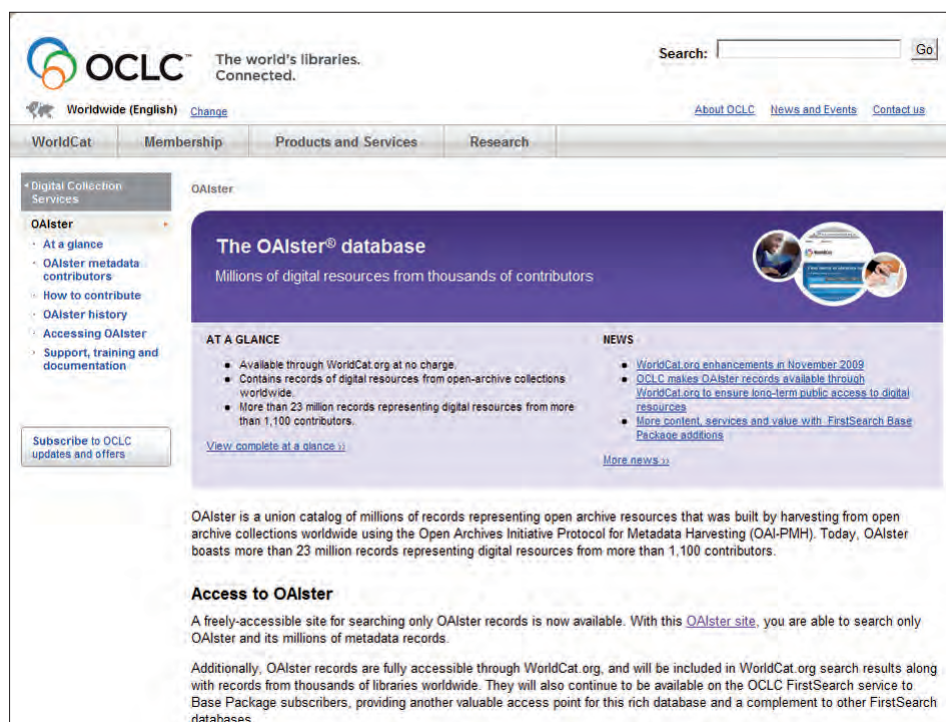 OCLC™
The world's libraries.
Connected.
Search:
Go
Worldwide (English) Change
About OCLC News and Events Contact us
WorldCat Membership Products and Services Research
Digital Collection
Services
OAIster
At a glance
OAIster metadata
contributors
How to contribute
OAIster history
Accessing OAIster
Support, training and
documentation
Subscribe to OCLC
updates and offers
OAIster
The OAIster® database
Millions of digital resources from thousands of contributors
AT A GLANCE
Available through WorldCat.org at no charge.
Contains records of digital resources from open-archive collections
worldwide.
More than 23 million records representing digital resources from more
than 1,100 contributors.
View complete at a glance ››
NEWS
WorldCat.org enhancements in November 2009
OCLC makes OAIster records available through
WorldCat.org to ensure long-term public access to digital
resources
More content, services and value with FirstSearch Base
Package additions
More news ››
OAIster is a union catalog of millions of records representing open archive resources that was built by harvesting from open
archive collections worldwide using the Open Archives Initiative Protocol for Metadata Harvesting (OAI-PMH). Today, OAIster
boasts more than 23 million records representing digital resources from more than 1,100 contributors.
Access to OAIster
A freely-accessible site for searching only OAIster records is now available. With this OAIster site, you are able to search only
OAIster and its millions of metadata records.
Additionally, OAIster records are fully accessible through WorldCat.org, and will be included in WorldCat.org search results along
with records from thousands of libraries worldwide. They will also continue to be available on the OCLC FirstSearch service to
Base Package subscribers, providing another valuable access point for this rich database and a complement to other FirstSearch
databases.